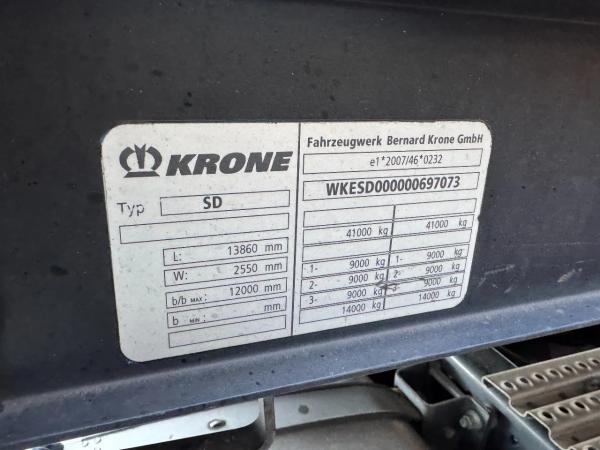 KRONE
Typ SD
L: 13860 mm
W: 2550 mm
b/b MAX: 12000 mm
b MIN: mm
Fahrzeugwerk Bernard Krone GmbH
e1*2007/46*0232
WKESD000000697073
41000 kg 41000 kg
1- 9000 kg 1- 9000 kg
2- 9000 kg 2- 9000 kg
3- 9000 kg 3- 9000 kg
14000 kg 14000 kg